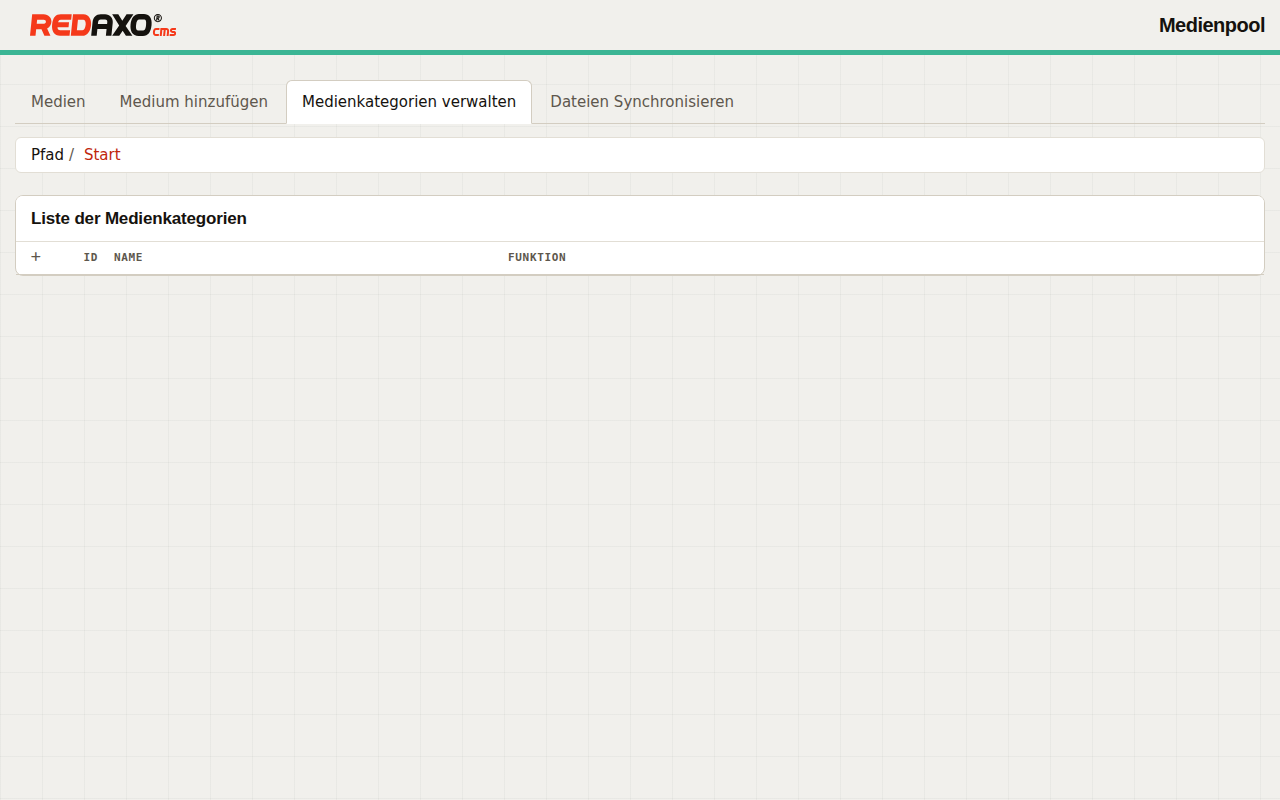 REDAXO® cms
Medienpool
Medien Medium hinzufügen Medienkategorien verwalten Dateien Synchronisieren
Pfad / Start
Liste der Medienkategorien
+ ID NAME FUNKTION